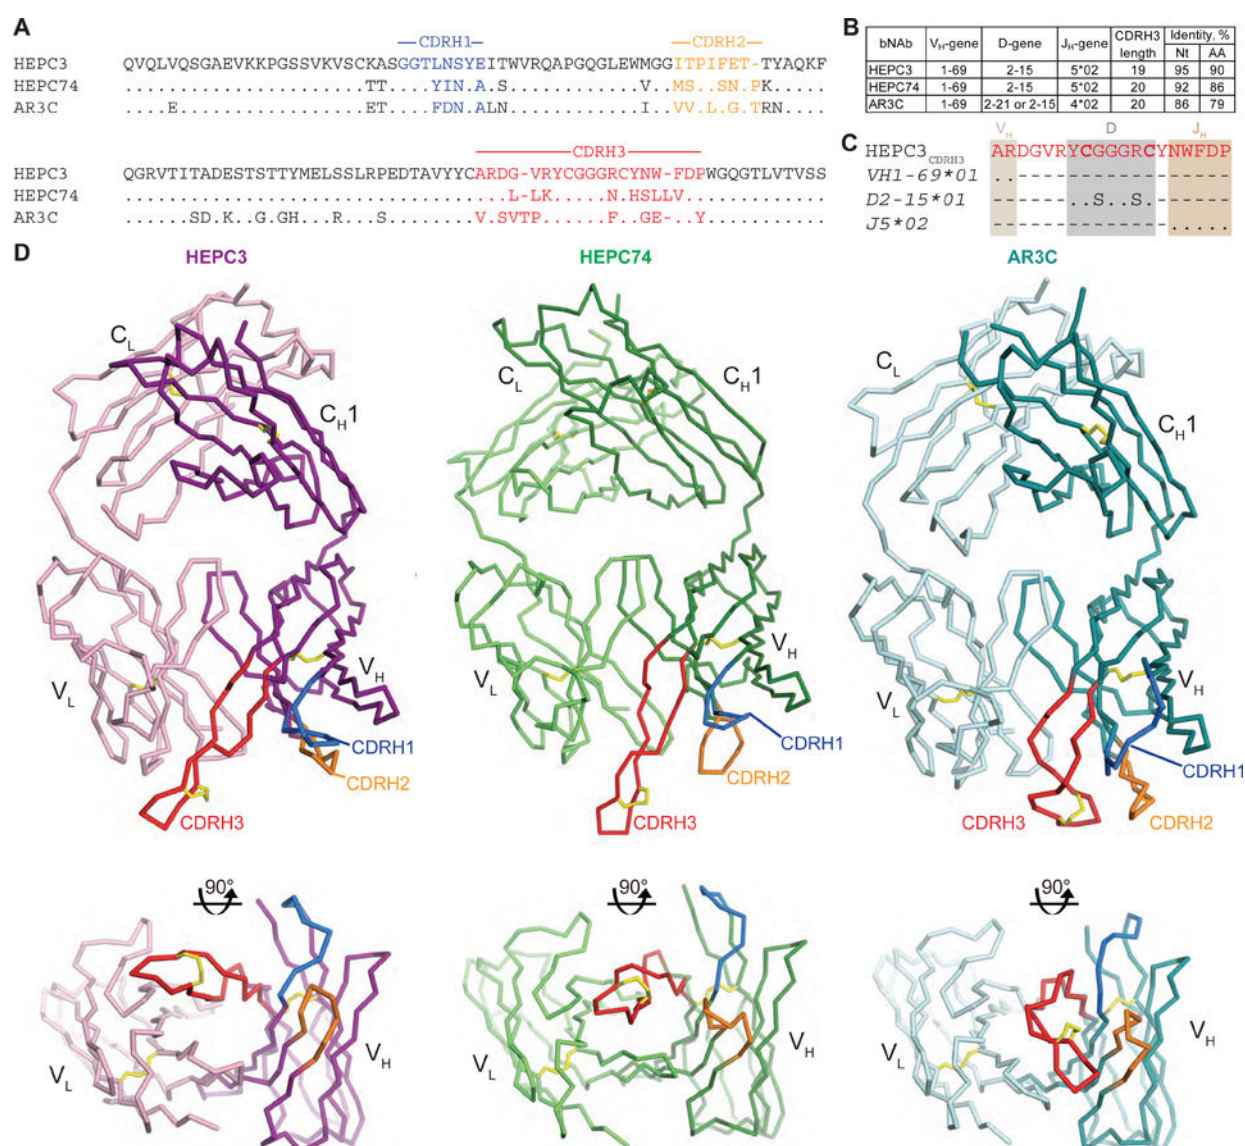 A
CDRH1 CDRH2
HEPC3 QVQLVQSGAEVKKPGSSVKVSCKASGGTLNSYEITWVRQAPGQGLEWMGGITPIFET-TYAQKF
HEPC74 ......................TT....YIN.A.S............V..MS..SN.PK.....
AR3C ....E.................ET....FDN.ALN............I..VV.L.G.TRN....
CDRH3
HEPC3 QGRVTITADESTSTTYMELSSLRPEDTAVYYCARDG-VRYCGGGRCYNW-FDPWGQGTLVTVSS
HEPC74 ...................................L-LK.....N.HSLLV.............
AR3C ......SD.K..G.GH...R...S........V.SVTP......F..GE-..Y...........
B
bNAb VH-gene D-gene JH-gene CDRH3 length Identity, % Nt AA
HEPC3 1-69 2-15 5*02 19 95 90
HEPC74 1-69 2-15 5*02 20 92 86
AR3C 1-69 2-21 or 2-15 4*02 20 86 79
C
VH D JH
HEPC3CDRH3 ARDGVRYCGGGRCYNWFDP
VH1-69*01 ..-----------------
D2-15*01 ------..S..S.------
J5*02 --------------.....
D
HEPC3 HEPC74 AR3C
CL CH1 VL VH CDRH1 CDRH2 CDRH3
CL CH1 VL VH CDRH1 CDRH2 CDRH3
CL CH1 VL VH CDRH1 CDRH2 CDRH3
90° 90° 90°
VL VH VL VH VL VH